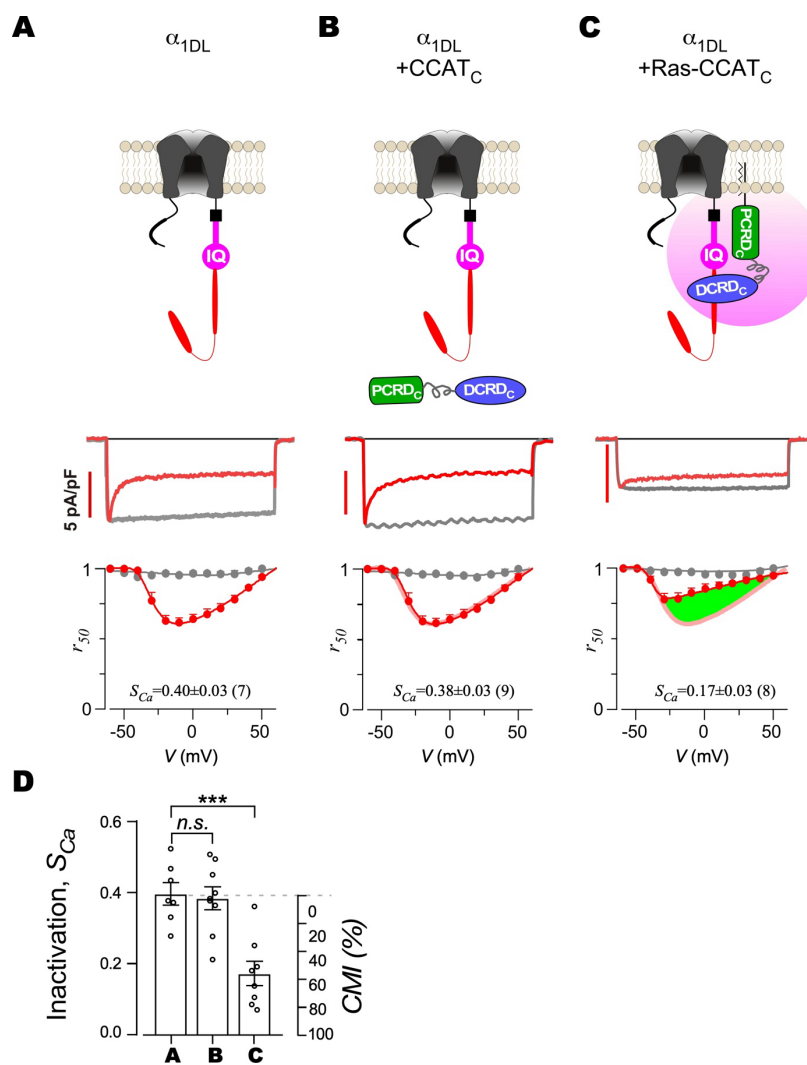 A
α1DL
B
α1DL
+CCATC
C
α1DL
+Ras-CCATC
IQ
IQ
IQ
PCRDC
DCRDC
PCRDC
DCRDC
5 pA/pF
r50
1
0
SCa=0.40±0.03 (7)
-50
0
50
V (mV)
1
0
SCa=0.38±0.03 (9)
-50
0
50
V (mV)
r50
1
0
SCa=0.17±0.03 (8)
-50
0
50
V (mV)
D
Inactivation, SCa
0.6
0.4
0.2
0.0
***
n.s.
0
20
40
60
80
100
CMI (%)
A
B
C